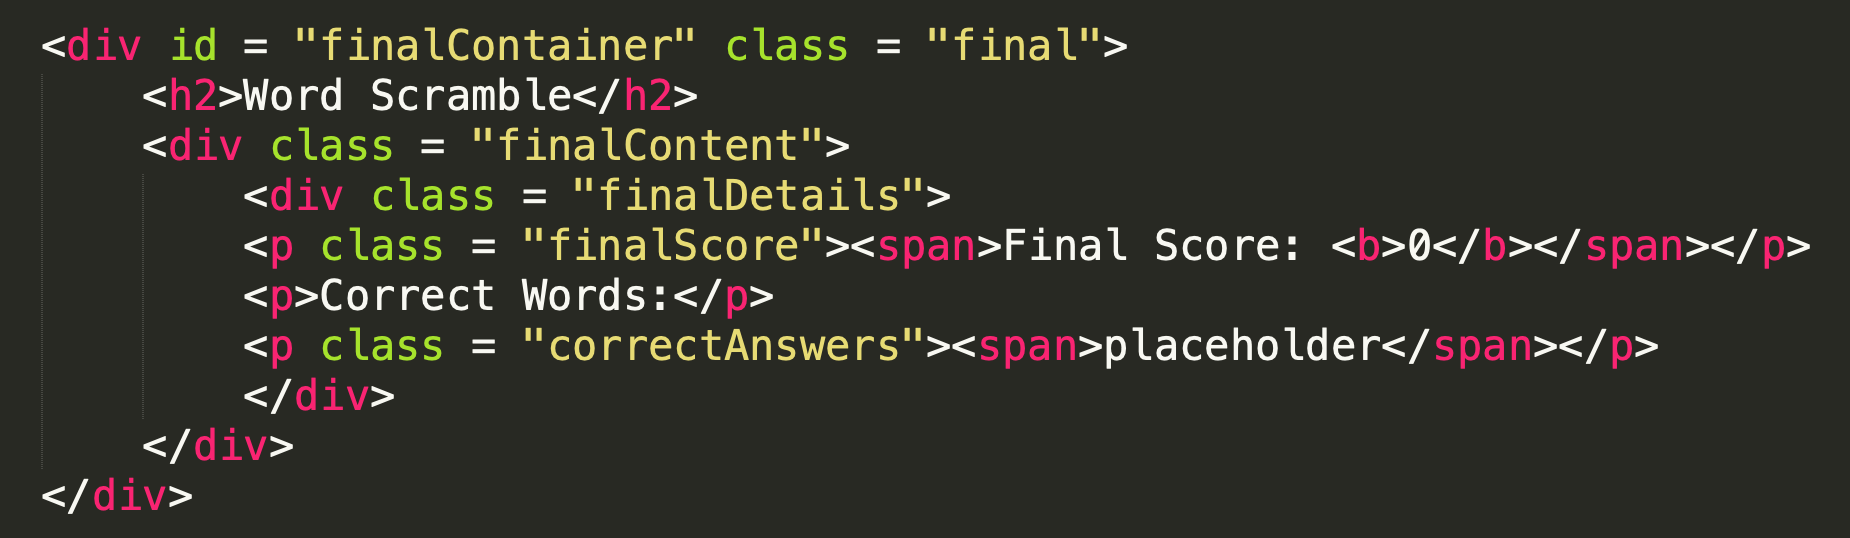 <div id = "finalContainer" class = "final">
    <h2>Word Scramble</h2>
    <div class = "finalContent">
        <div class = "finalDetails">
        <p class = "finalScore"><span>Final Score: <b>0</b></span></p>
        <p>Correct Words:</p>
        <p class = "correctAnswers"><span>placeholder</span></p>
        </div>
    </div>
</div>